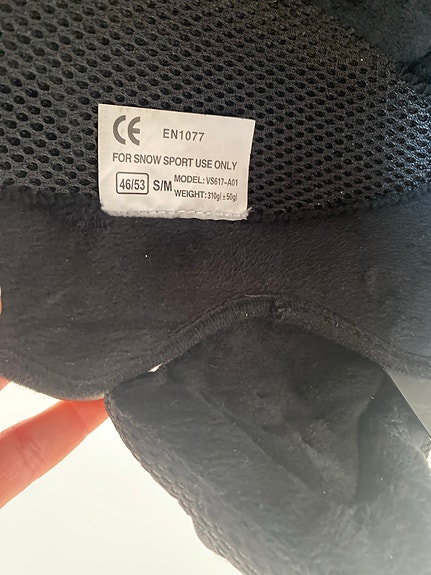 CE EN1077
FOR SNOW SPORT USE ONLY
46/53 S/M MODEL: VS617-A01
WEIGHT: 310g(±50g)